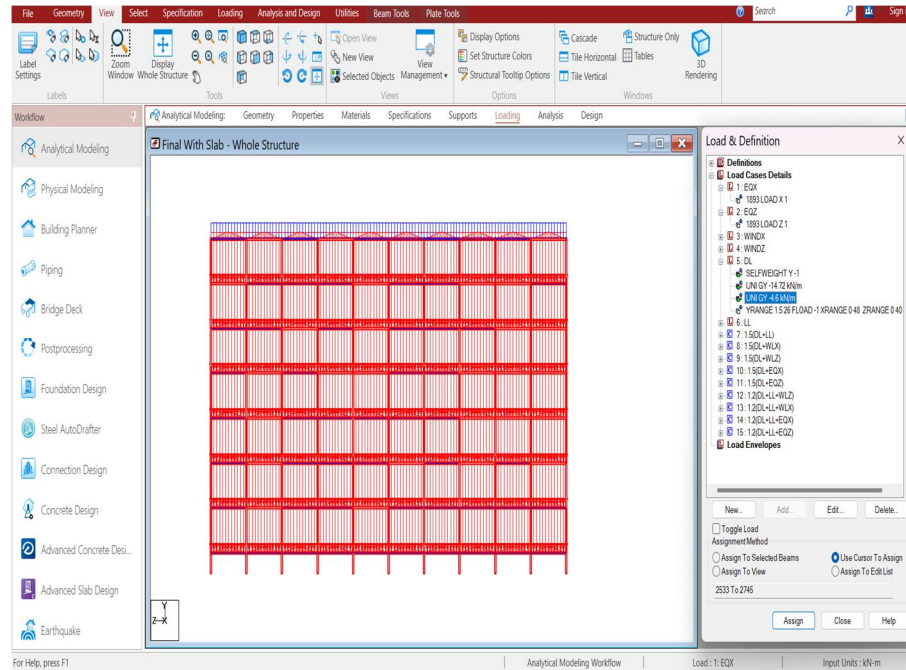 File Geometry View Select Specification Loading Analysis and Design Utilities Beam Tools Plate Tools Search Sign
Label Settings
Zoom Window
Display Whole Structure
Open View
New View
Selected Objects
View Management
Display Options
Set Structure Colors
Structural Tooltip Options
Cascade
Tile Horizontal
Tile Vertical
Structure Only
Tables
3D Rendering
Labels Tools Views Options Windows
Workflow
Analytical Modeling: Geometry Properties Materials Specifications Supports Loading Analysis Design
Analytical Modeling
Physical Modeling
Building Planner
Piping
Bridge Deck
Postprocessing
Foundation Design
Steel AutoDrafter
Connection Design
Concrete Design
Advanced Concrete Desi...
Advanced Slab Design
Earthquake
Final With Slab - Whole Structure
Y
Z X
Load & Definition X
Definitions
Load Cases Details
1 : EQX
1893 LOAD X 1
2 : EQZ
1893 LOAD Z 1
3 : WINDX
4 : WINDZ
5 : DL
SELFWEIGHT Y -1
UNI GY -14.72 kN/m
UNI GY -4.6 kN/m
YRANGE 1.5 26 FLOAD -1 XRANGE 0 48 ZRANGE 0 40
6 : LL
7 : 1.5(DL+LL)
8 : 1.5(DL+WLX)
9 : 1.5(DL+WLZ)
10 : 1.5(DL+EQX)
11 : 1.5(DL+EQZ)
12 : 1.2(DL+LL+WLZ)
13 : 1.2(DL+LL+WLX)
14 : 1.2(DL+LL+EQX)
15 : 1.2(DL+LL+EQZ)
Load Envelopes
New... Add... Edit... Delete...
Toggle Load
Assignment Method
Assign To Selected Beams Use Cursor To Assign
Assign To View Assign To Edit List
2533 To 2745
Assign Close Help
For Help, press F1 Analytical Modeling Workflow Load : 1: EQX Input Units : kN-m